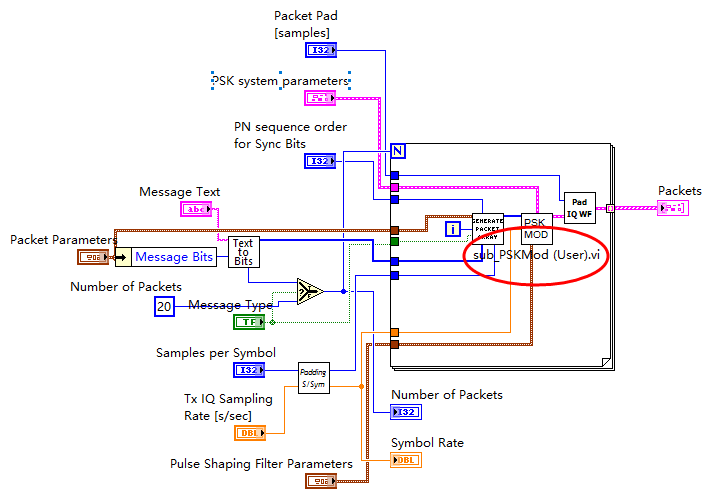 Packet Pad
[samples]
I32
PSK system parameters
PN sequence order
for Sync Bits
I32
N
Message Text
abc
Pad
IQ WF
Packets
GENERATE
PACKET
ARRAY
PSK
MOD
i
Packet Parameters
Message Bits
Text
to
Bits
sub PSKMod (User).vi
Number of Packets
20
?
Message Type
TF
Samples per Symbol
I32
Padding
S/Sym
Tx IQ Sampling
Rate [s/sec]
DBL
Number of Packets
I32
Symbol Rate
DBL
Pulse Shaping Filter Parameters